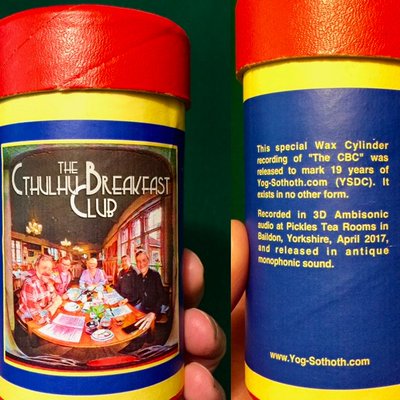 THE
CTHULHU BREAKFAST
CLUB
This special Wax Cylinder
recording of "The CBC" was
released to mark 19 years of
Yog-Sothoth.com (YSDC). It
exists in no other form.
Recorded in 3D Ambisonic
audio at Pickles Tea Rooms in
Baildon, Yorkshire, April 2017,
and released in antique
monophonic sound.
www.Yog-Sothoth.com